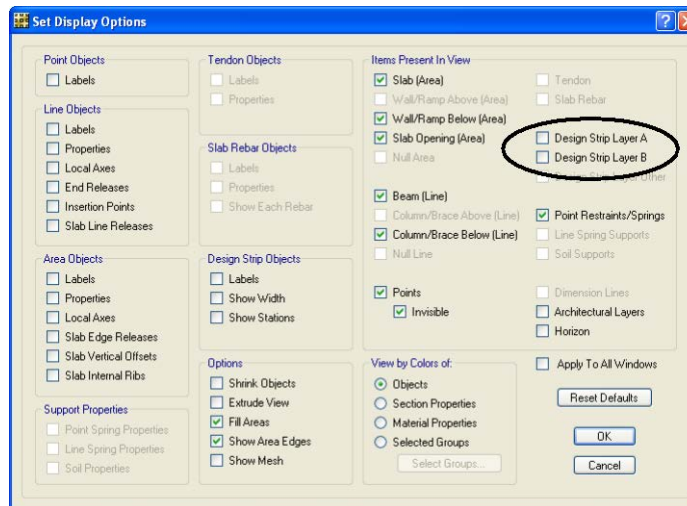 Set Display Options
Point Objects
Labels
Line Objects
Labels
Properties
Local Axes
End Releases
Insertion Points
Slab Line Releases
Area Objects
Labels
Properties
Local Axes
Slab Edge Releases
Slab Vertical Offsets
Slab Internal Ribs
Support Properties
Point Spring Properties
Line Spring Properties
Soil Properties
Tendon Objects
Labels
Properties
Slab Rebar Objects
Labels
Properties
Show Each Rebar
Design Strip Objects
Labels
Show Width
Show Stations
Options
Shrink Objects
Extrude View
Fill Areas
Show Area Edges
Show Mesh
Items Present In View
Slab (Area)
Wall/Ramp Above (Area)
Wall/Ramp Below (Area)
Slab Opening (Area)
Null Area
Beam (Line)
Column/Brace Above (Line)
Column/Brace Below (Line)
Null Line
Points
Invisible
Tendon
Slab Rebar
Design Strip Layer A
Design Strip Layer B
Design Strip Layer Other
Point Restraints/Springs
Line Spring Supports
Soil Supports
Dimension Lines
Architectural Layers
Horizon
View by Colors of:
Objects
Section Properties
Material Properties
Selected Groups
Select Groups...
Apply To All Windows
Reset Defaults
OK
Cancel